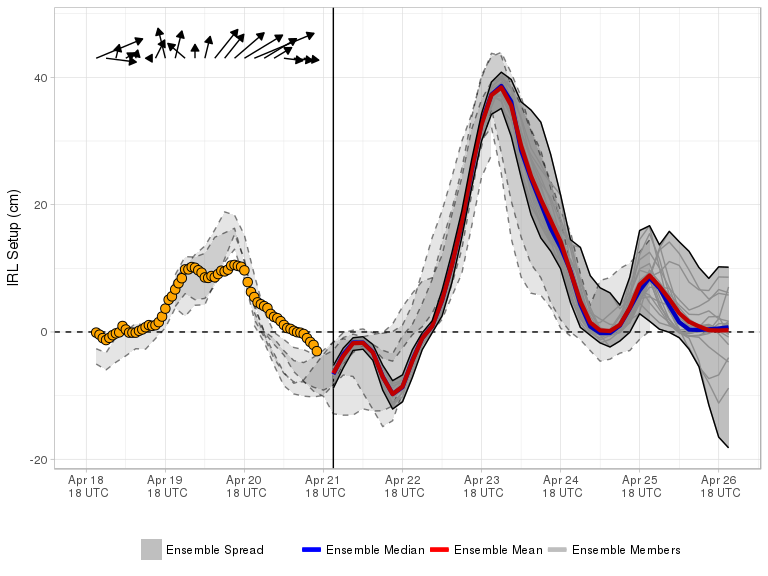 IRL Setup (cm)
40
20
0
-20
Apr 18 Apr 19 Apr 20 Apr 21 Apr 22 Apr 23 Apr 24 Apr 25 Apr 26
18 UTC 18 UTC 18 UTC 18 UTC 18 UTC 18 UTC 18 UTC 18 UTC 18 UTC
Ensemble Spread Ensemble Median Ensemble Mean Ensemble Members